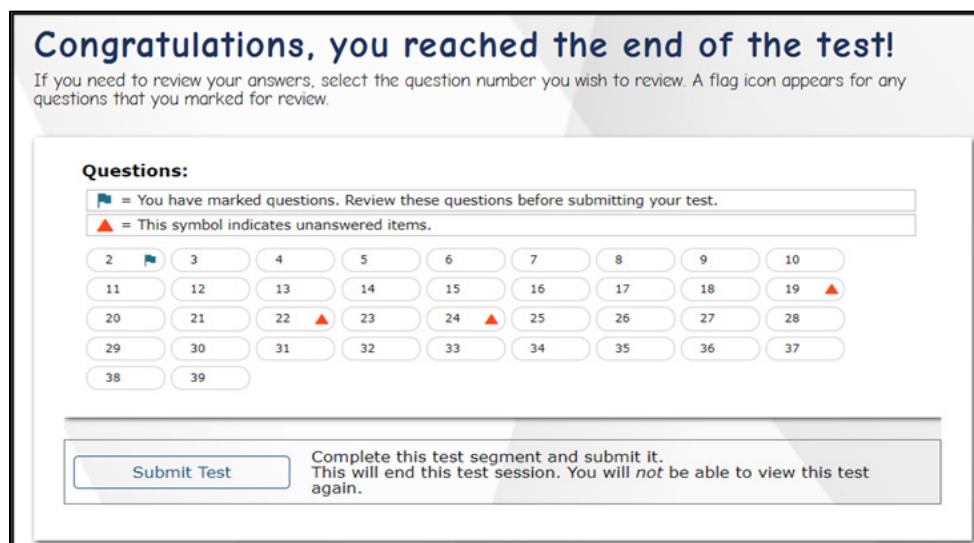 Congratulations, you reached the end of the test!
If you need to review your answers, select the question number you wish to review. A flag icon appears for any
questions that you marked for review.
Questions:
= You have marked questions. Review these questions before submitting your test.
= This symbol indicates unanswered items.
2 3 4 5 6 7 8 9 10
11 12 13 14 15 16 17 18 19
20 21 22 23 24 25 26 27 28
29 30 31 32 33 34 35 36 37
38 39
Submit Test
Complete this test segment and submit it.
This will end this test session. You will not be able to view this test
again.